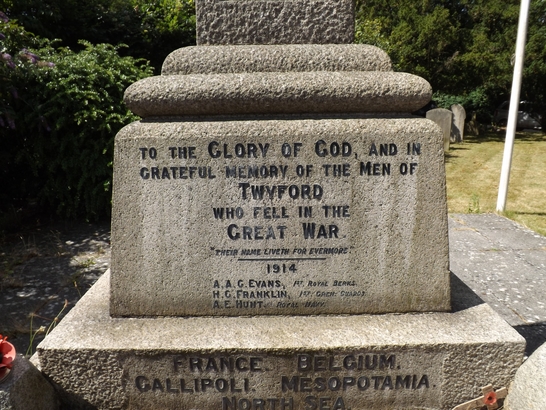 TO THE GLORY OF GOD, AND IN
GRATEFUL MEMORY OF THE MEN OF
TWYFORD
WHO FELL IN THE
GREAT WAR
"THEIR NAME LIVETH FOR EVERMORE"
1914
A.A.G. EVANS, 1ST ROYAL BERKS.
H.G. FRANKLIN, 1ST GREN: GUARDS.
A.E. HUNT, ROYAL NAVY.
FRANCE. BELGIUM.
GALLIPOLI. MESOPOTAMIA.
NORTH SEA.